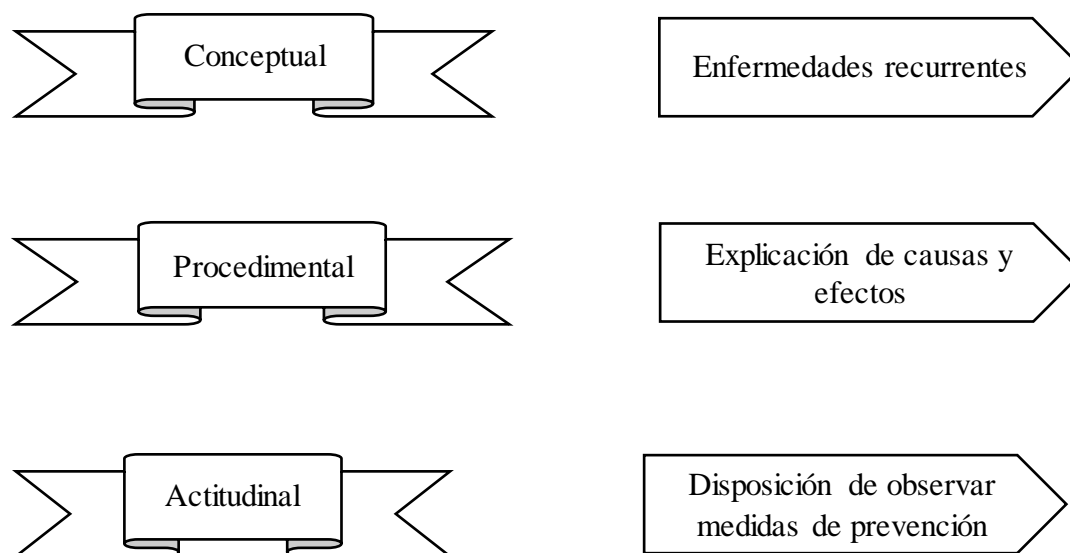 Conceptual
Enfermedades recurrentes
Procedimental
Explicación de causas y
efectos
Actitudinal
Disposición de observar
medidas de prevención